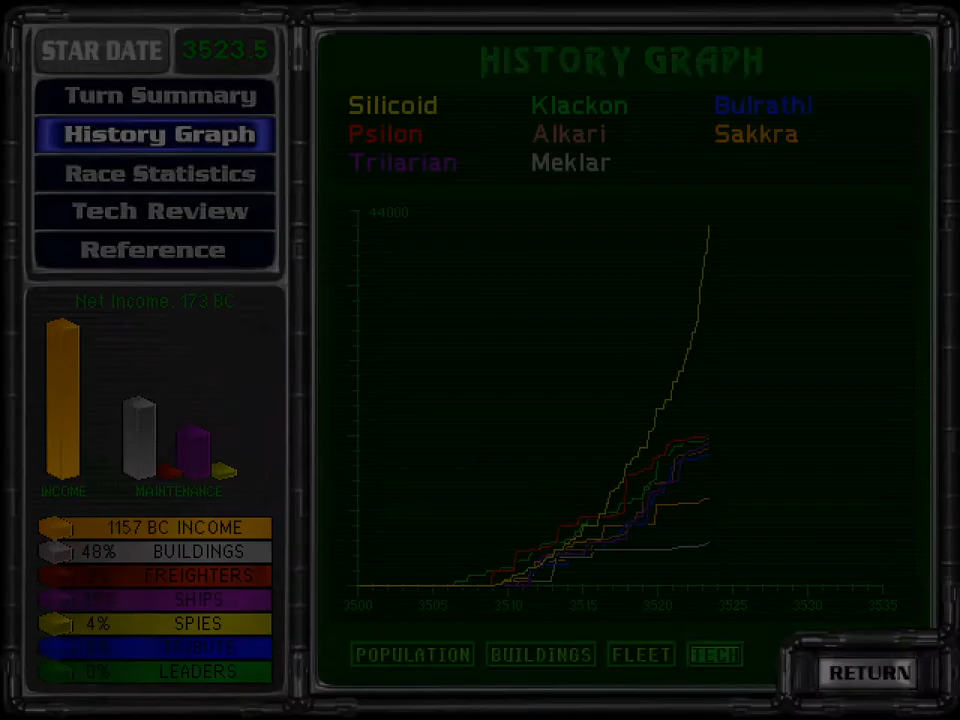 STAR DATE 3523.5
Turn Summary
History Graph
Race Statistics
Tech Review
Reference
Net Income: 173 BC
INCOME MAINTENANCE
1157 BC INCOME
48% BUILDINGS
FREIGHTERS
SHIPS
4% SPIES
TRIBUTE
0% LEADERS
HISTORY GRAPH
Silicoid Klackon Bulrathi
Psilon Alkari Sakkra
Trilarian Meklar
44000
3500 3505 3510 3515 3520 3525 3530 3535
POPULATION BUILDINGS FLEET TECH
RETURN